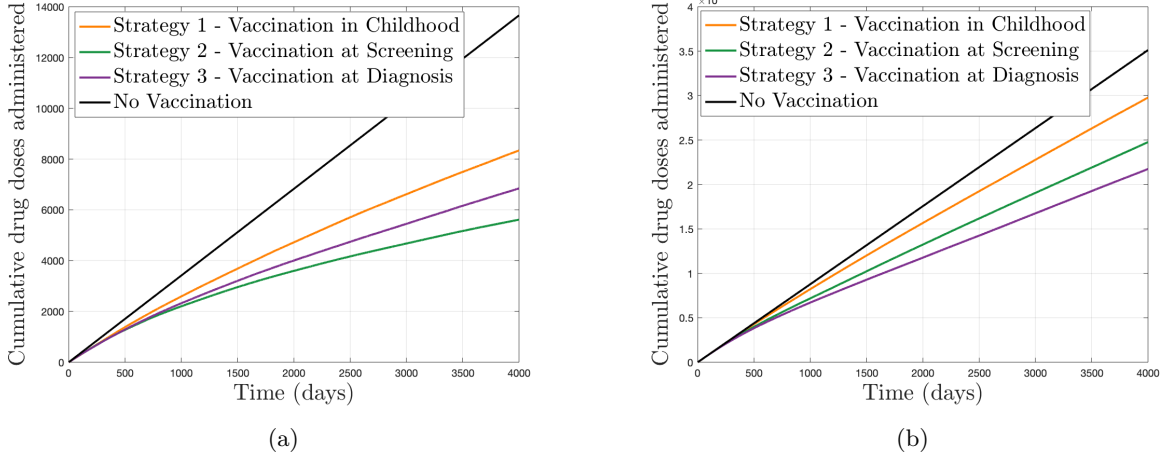 Cumulative drug doses administered
14000
12000
10000
8000
6000
4000
2000
0
Strategy 1 - Vaccination in Childhood
Strategy 2 - Vaccination at Screening
Strategy 3 - Vaccination at Diagnosis
No Vaccination
0 500 1000 1500 2000 2500 3000 3500 4000
Time (days)
(a)
Cumulative drug doses administered
4
3.5
3
2.5
2
1.5
1
0.5
0
Strategy 1 - Vaccination in Childhood
Strategy 2 - Vaccination at Screening
Strategy 3 - Vaccination at Diagnosis
No Vaccination
0 500 1000 1500 2000 2500 3000 3500 4000
Time (days)
(b)